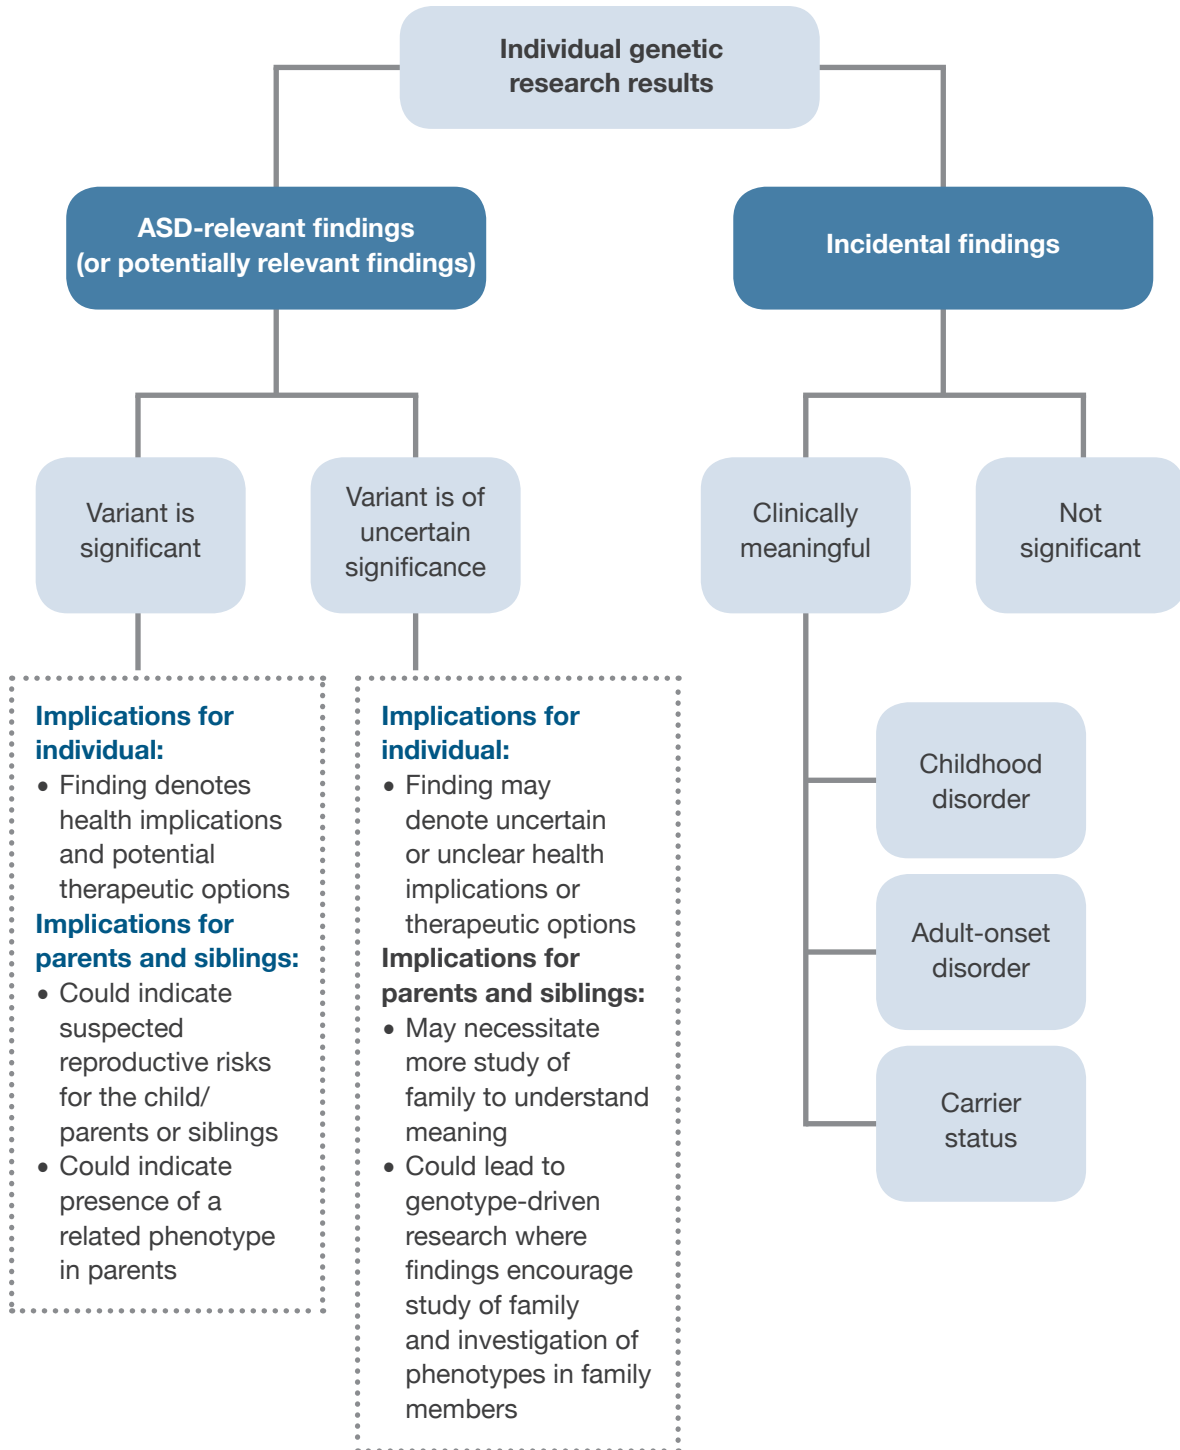 Individual genetic
research results
ASD-relevant findings
(or potentially relevant findings)
Incidental findings
Variant is
significant
Variant is of
uncertain
significance
Clinically
meaningful
Not
significant
Implications for
individual:
• Finding denotes
health implications
and potential
therapeutic options
Implications for
parents and siblings:
• Could indicate
suspected
reproductive risks
for the child/
parents or siblings
• Could indicate
presence of a
related phenotype
in parents
Implications for
individual:
• Finding may
denote uncertain
or unclear health
implications or
therapeutic options
Implications for
parents and siblings:
• May necessitate
more study of
family to understand
meaning
• Could lead to
genotype-driven
research where
findings encourage
study of family
and investigation of
phenotypes in family
members
Childhood
disorder
Adult-onset
disorder
Carrier
status